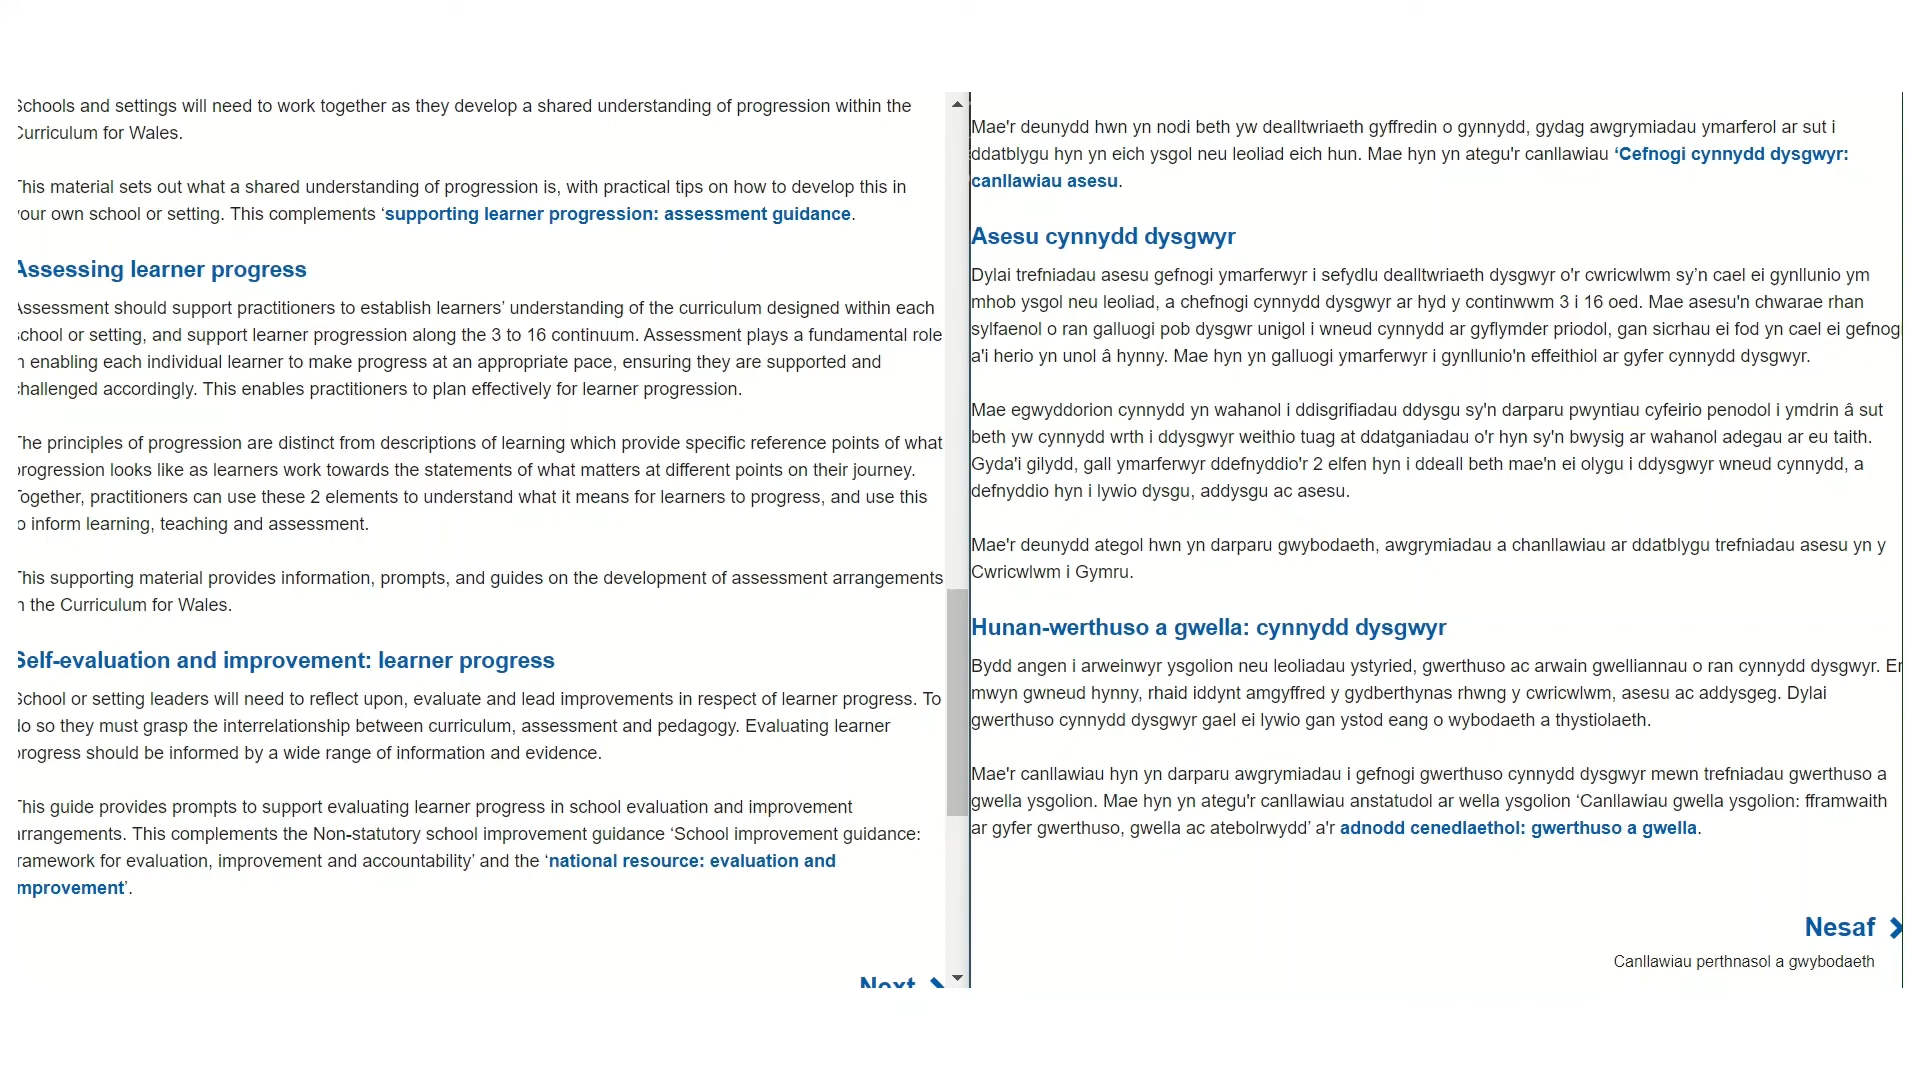 Schools and settings will need to work together as they develop a shared understanding of progression within the
Curriculum for Wales.
This material sets out what a shared understanding of progression is, with practical tips on how to develop this in
your own school or setting. This complements ‘supporting learner progression: assessment guidance.
Assessing learner progress
Assessment should support practitioners to establish learners’ understanding of the curriculum designed within each
school or setting, and support learner progression along the 3 to 16 continuum. Assessment plays a fundamental role
in enabling each individual learner to make progress at an appropriate pace, ensuring they are supported and
challenged accordingly. This enables practitioners to plan effectively for learner progression.
The principles of progression are distinct from descriptions of learning which provide specific reference points of what
progression looks like as learners work towards the statements of what matters at different points on their journey.
Together, practitioners can use these 2 elements to understand what it means for learners to progress, and use this
to inform learning, teaching and assessment.
This supporting material provides information, prompts, and guides on the development of assessment arrangements
in the Curriculum for Wales.
Self-evaluation and improvement: learner progress
School or setting leaders will need to reflect upon, evaluate and lead improvements in respect of learner progress. To
do so they must grasp the interrelationship between curriculum, assessment and pedagogy. Evaluating learner
progress should be informed by a wide range of information and evidence.
This guide provides prompts to support evaluating learner progress in school evaluation and improvement
arrangements. This complements the Non-statutory school improvement guidance ‘School improvement guidance:
framework for evaluation, improvement and accountability’ and the ‘national resource: evaluation and
improvement’.
Next
Mae'r deunydd hwn yn nodi beth yw dealltwriaeth gyffredin o gynnydd, gydag awgrymiadau ymarferol ar sut i
ddatblygu hyn yn eich ysgol neu leoliad eich hun. Mae hyn yn ategu'r canllawiau ‘Cefnogi cynnydd dysgwyr:
canllawiau asesu.
Asesu cynnydd dysgwyr
Dylai trefniadau asesu gefnogi ymarferwyr i sefydlu dealltwriaeth dysgwyr o'r cwricwlwm sy’n cael ei gynllunio ym
mhob ysgol neu leoliad, a chefnogi cynnydd dysgwyr ar hyd y continwwm 3 i 16 oed. Mae asesu'n chwarae rhan
sylfaenol o ran galluogi pob dysgwr unigol i wneud cynnydd ar gyflymder priodol, gan sicrhau ei fod yn cael ei gefnogi
a'i herio yn unol â hynny. Mae hyn yn galluogi ymarferwyr i gynllunio'n effeithiol ar gyfer cynnydd dysgwyr.
Mae egwyddorion cynnydd yn wahanol i ddisgrifiadau ddysgu sy'n darparu pwyntiau cyfeirio penodol i ymdrin â sut
beth yw cynnydd wrth i ddysgwyr weithio tuag at ddatganiadau o'r hyn sy'n bwysig ar wahanol adegau ar eu taith.
Gyda'i gilydd, gall ymarferwyr ddefnyddio'r 2 elfen hyn i ddeall beth mae'n ei olygu i ddysgwyr wneud cynnydd, a
defnyddio hyn i lywio dysgu, addysgu ac asesu.
Mae'r deunydd ategol hwn yn darparu gwybodaeth, awgrymiadau a chanllawiau ar ddatblygu trefniadau asesu yn y
Cwricwlwm i Gymru.
Hunan-werthuso a gwella: cynnydd dysgwyr
Bydd angen i arweinwyr ysgolion neu leoliadau ystyried, gwerthuso ac arwain gwelliannau o ran cynnydd dysgwyr. Er
mwyn gwneud hynny, rhaid iddynt amgyffred y gydberthynas rhwng y cwricwlwm, asesu ac addysgeg. Dylai
gwerthuso cynnydd dysgwyr gael ei lywio gan ystod eang o wybodaeth a thystiolaeth.
Mae'r canllawiau hyn yn darparu awgrymiadau i gefnogi gwerthuso cynnydd dysgwyr mewn trefniadau gwerthuso a
gwella ysgolion. Mae hyn yn ategu'r canllawiau anstatudol ar wella ysgolion ‘Canllawiau gwella ysgolion: fframwaith
ar gyfer gwerthuso, gwella ac atebolrwydd’ a'r adnodd cenedlaethol: gwerthuso a gwella.
Nesaf
Canllawiau perthnasol a gwybodaeth